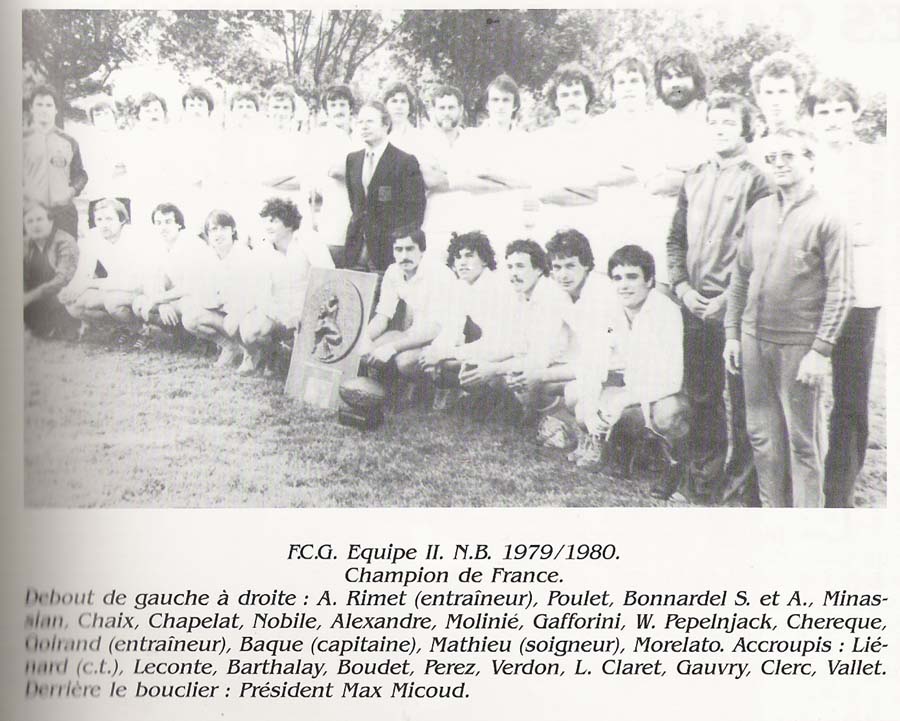 F.C.G. Equipe II. N.B. 1979/1980.
Champion de France.
Debout de gauche à droite : A. Rimet (entraîneur), Poulet, Bonnardel S. et A., Minas-
sian, Chaix, Chapelat, Nobile, Alexandre, Molinié, Gafforini, W. Pepelnjack, Chereque,
Goirand (entraîneur), Baque (capitaine), Mathieu (soigneur), Morelato. Accroupis : Lié-
nard (c.t.), Leconte, Barthalay, Boudet, Perez, Verdon, L. Claret, Gauvry, Clerc, Vallet.
Derrière le bouclier : Président Max Micoud.